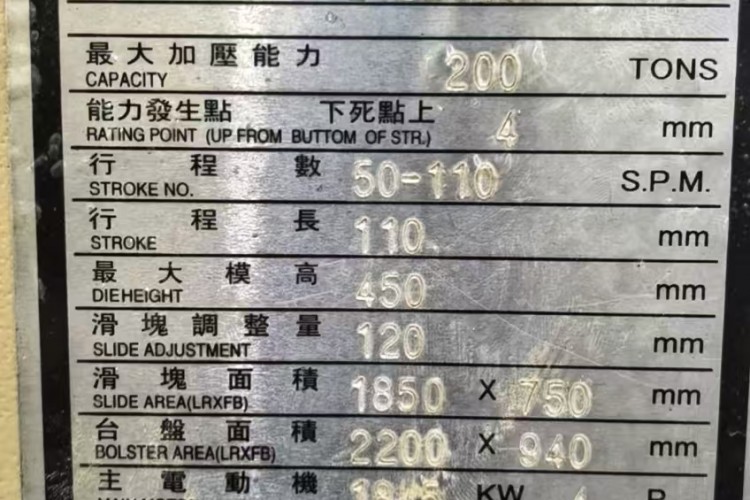 最大加壓能力
CAPACITY 200 TONS
能力發生點 下死點上
RATING POINT (UP FROM BUTTOM OF STR.) 4 mm
行程數
STROKE NO. 50-110 S.P.M.
行程長
STROKE 110 mm
最大模高
DIEHEIGHT 450 mm
滑塊調整量
SLIDE ADJUSTMENT 120 mm
滑塊面積
SLIDE AREA(LRXFB) 1850 X 750 mm
台盤面積
BOLSTER AREA(LRXFB) 2200 X 940 mm
主電動機
KW P